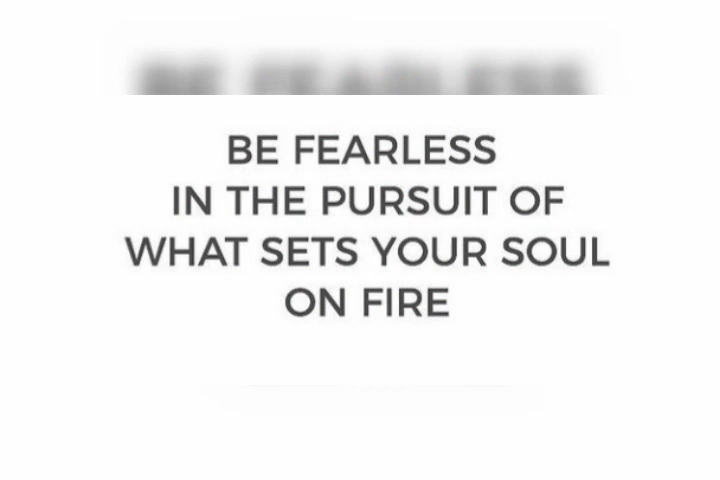 BE FEARLESS
IN THE PURSUIT OF
WHAT SETS YOUR SOUL
ON FIRE